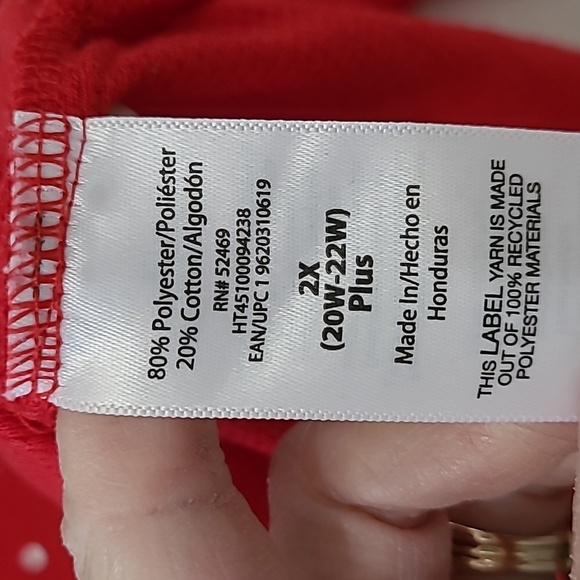 80% Polyester/Poliéster
20% Cotton/Algodón
RN# 52469
HT45100094238
EAN/UPC 1 9620310619
2X
(20W-22W)
Plus
Made In/Hecho en
Honduras
THIS LABEL YARN IS MADE
OUT OF 100% RECYCLED
POLYESTER MATERIALS